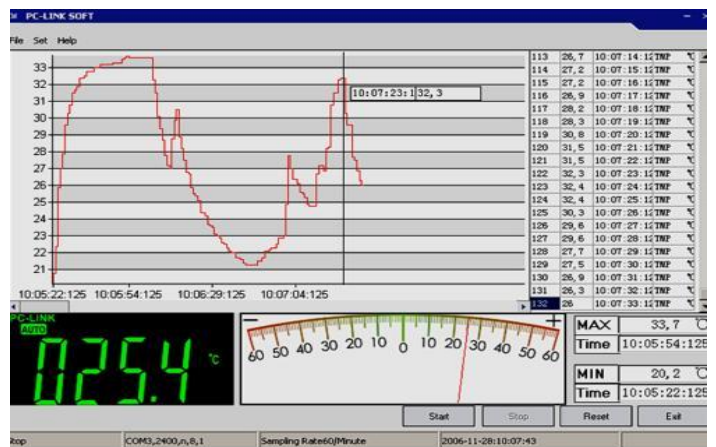 PC-LINK SOFT
File Set Help
33
32
31
30
29
28
27
26
25
24
23
22
21
10:05:22:125 10:05:54:125 10:06:29:125 10:07:04:125
10:07:23:1 32,3
113 26,7 10:07:14:12 TMP ℃
114 27,2 10:07:15:12 TMP ℃
115 27,2 10:07:16:12 TMP ℃
116 26,9 10:07:17:12 TMP ℃
117 28,2 10:07:18:12 TMP ℃
118 28,3 10:07:19:12 TMP ℃
119 30,8 10:07:20:12 TMP ℃
120 31,5 10:07:21:12 TMP ℃
121 31,5 10:07:22:12 TMP ℃
122 32,3 10:07:23:12 TMP ℃
123 32,4 10:07:24:12 TMP ℃
124 32,4 10:07:25:12 TMP ℃
125 30,3 10:07:26:12 TMP ℃
126 29,6 10:07:27:12 TMP ℃
127 29,6 10:07:28:12 TMP ℃
128 27,7 10:07:29:12 TMP ℃
129 27,5 10:07:30:12 TMP ℃
130 26,9 10:07:31:12 TMP ℃
131 26,3 10:07:32:12 TMP ℃
132 26 10:07:33:12 TMP ℃
PC-LINK
AUTO
025.4 ℃
− +
60 50 40 30 20 10 0 10 20 30 40 50 60
MAX 33,7 ℃
Time 10:05:54:125
MIN 20,2 ℃
Time 10:05:22:125
Start Stop Reset Exit
Stop COM3,2400,n,8,1 Sampling Rate60/Minute 2006-11-28:10:07:43